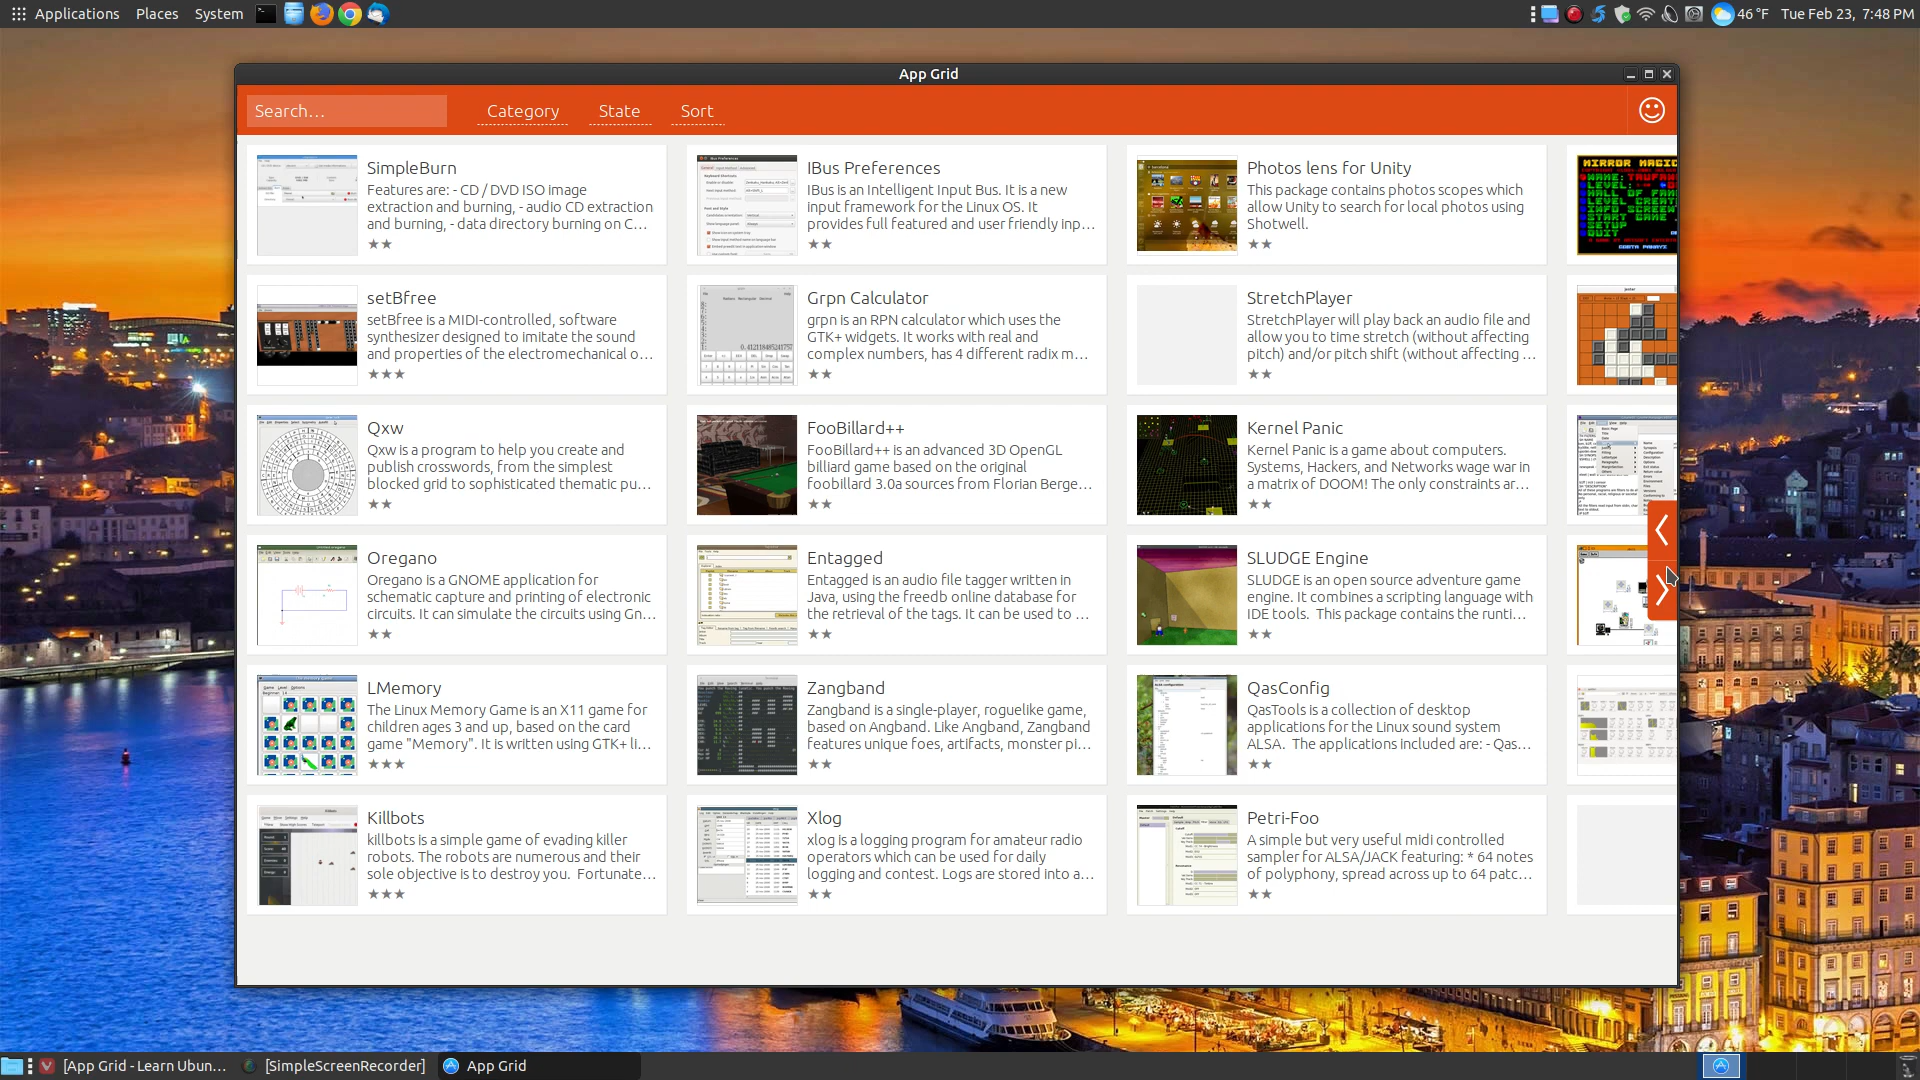 Applications Places System
46 °F Tue Feb 23, 7:48 PM
App Grid
Search...
Category State Sort
SimpleBurn
Features are: - CD / DVD ISO image
extraction and burning, - audio CD extraction
and burning, - data directory burning on C...
IBus Preferences
IBus is an Intelligent Input Bus. It is a new
input framework for the Linux OS. It
provides full featured and user friendly inp...
Photos lens for Unity
This package contains photos scopes which
allow Unity to search for local photos using
Shotwell.
setBfree
setBfree is a MIDI-controlled, software
synthesizer designed to imitate the sound
and properties of the electromechanical o...
Grpn Calculator
grpn is an RPN calculator which uses the
GTK+ widgets. It works with real and
complex numbers, has 4 different radix m...
StretchPlayer
StretchPlayer will play back an audio file and
allow you to time stretch (without affecting
pitch) and/or pitch shift (without affecting ...
Qxw
Qxw is a program to help you create and
publish crosswords, from the simplest
blocked grid to sophisticated thematic pu...
FooBillard++
FooBillard++ is an advanced 3D OpenGL
billiard game based on the original
foobillard 3.0a sources from Florian Berge...
Kernel Panic
Kernel Panic is a game about computers.
Systems, Hackers, and Networks wage war in
a matrix of DOOM! The only constraints ar...
Oregano
Oregano is a GNOME application for
schematic capture and printing of electronic
circuits. It can simulate the circuits using Gn...
Entagged
Entagged is an audio file tagger written in
Java, using the freedb online database for
the retrieval of the tags. It can be used to ...
SLUDGE Engine
SLUDGE is an open source adventure game
engine. It combines a scripting language with
IDE tools. This package contains the runti...
LMemory
The Linux Memory Game is an X11 game for
children ages 3 and up, based on the card
game "Memory". It is written using GTK+ li...
Zangband
Zangband is a single-player, roguelike game,
based on Angband. Like Angband, Zangband
features unique foes, artifacts, monster pi...
QasConfig
QasTools is a collection of desktop
applications for the Linux sound system
ALSA. The applications included are: - Qas...
Killbots
killbots is a simple game of evading killer
robots. The robots are numerous and their
sole objective is to destroy you. Fortunate...
Xlog
xlog is a logging program for amateur radio
operators which can be used for daily
logging and contest. Logs are stored into a...
Petri-Foo
A simple but very useful midi controlled
sampler for ALSA/JACK featuring: * 64 notes
of polyphony, spread across up to 64 patc...
MIRROR MAGIC
NAME:
LEVEL:
HALL OF FAM
LEVEL CREAT
INFO SCREEN
START GAME
SETUP
QUIT
[App Grid - Learn Ubun... [SimpleScreenRecorder] App Grid